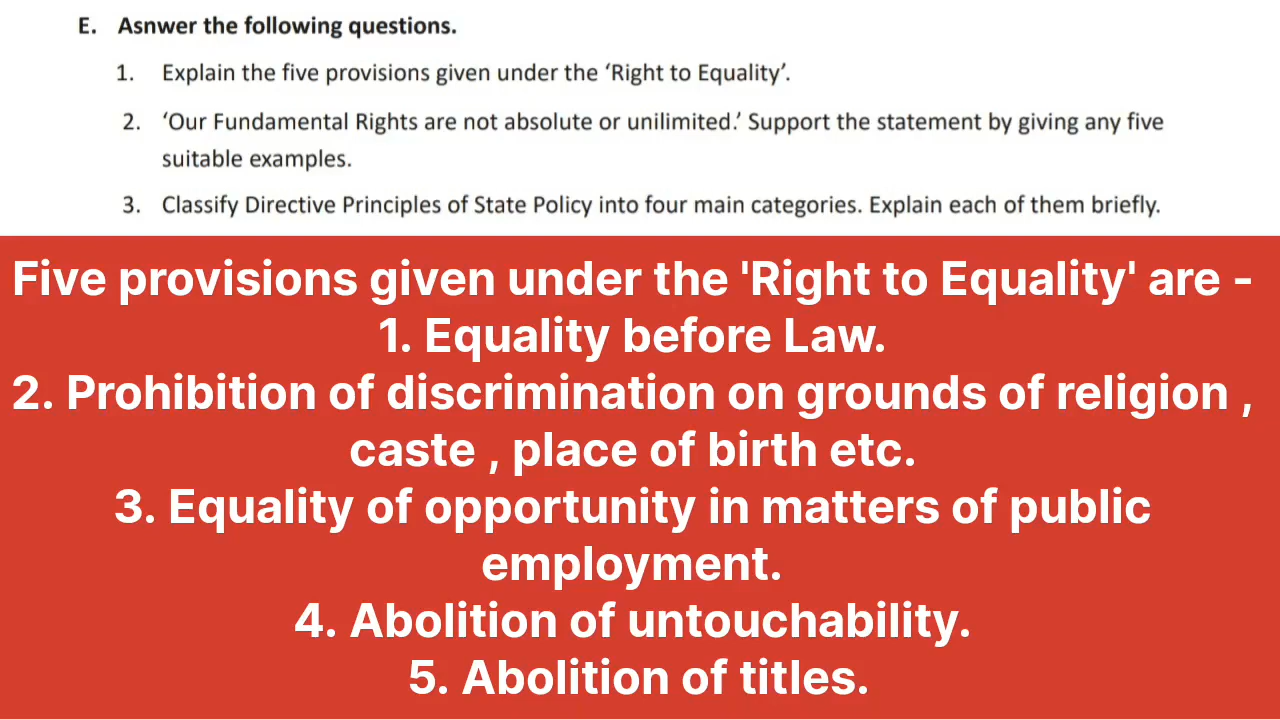 E. Asnwer the following questions.
1. Explain the five provisions given under the ‘Right to Equality’.
2. ‘Our Fundamental Rights are not absolute or unilimited.’ Support the statement by giving any five
suitable examples.
3. Classify Directive Principles of State Policy into four main categories. Explain each of them briefly.
Five provisions given under the 'Right to Equality' are -
1. Equality before Law.
2. Prohibition of discrimination on grounds of religion ,
caste , place of birth etc.
3. Equality of opportunity in matters of public
employment.
4. Abolition of untouchability.
5. Abolition of titles.